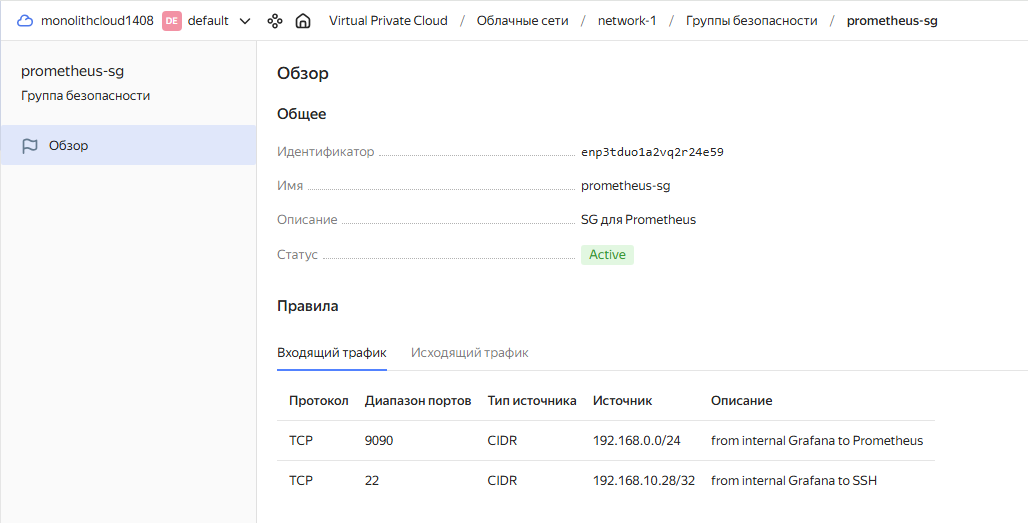 monolithcloud1408 DE default Virtual Private Cloud / Облачные сети / network-1 / Группы безопасности / prometheus-sg
prometheus-sg
Группа безопасности
Обзор
Обзор
Общее
Идентификатор enp3tduo1a2vq2r24e59
Имя prometheus-sg
Описание SG для Prometheus
Статус Active
Правила
Входящий трафик Исходящий трафик
Протокол Диапазон портов Тип источника Источник Описание
TCP 9090 CIDR 192.168.0.0/24 from internal Grafana to Prometheus
TCP 22 CIDR 192.168.10.28/32 from internal Grafana to SSH